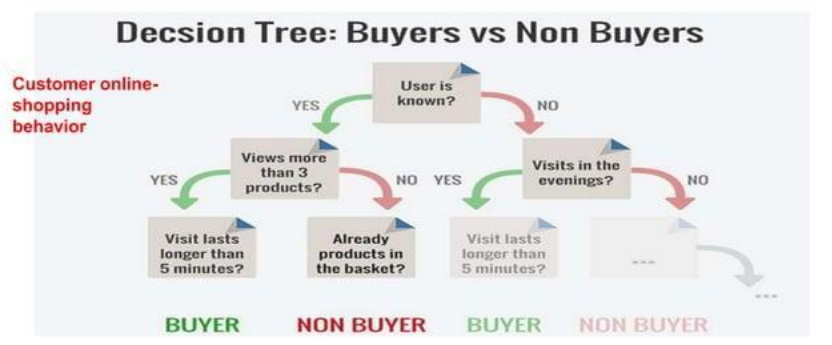 Decsion Tree: Buyers vs Non Buyers
Customer online-
shopping
behavior
User is
known?
YES
NO
Views more
than 3
products?
Visits in the
evenings?
YES
NO
YES
NO
Visit lasts
longer than
5 minutes?
Already
products in
the basket?
Visit lasts
longer than
5 minutes?
...
...
BUYER
NON BUYER
BUYER
NON BUYER